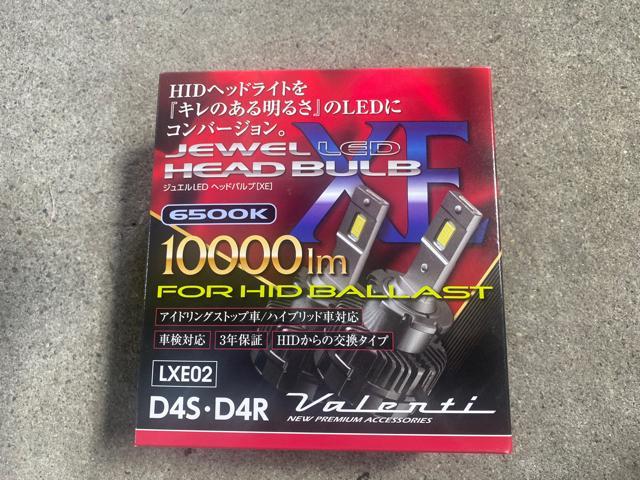 HIDヘッドライトを
『キレのある明るさ』のLEDに
コンバージョン。
XE
JEWEL LED
HEAD BULB
ジュエルLED ヘッドバルブ[XE]
6500K
10000lm
FOR HID BALLAST
アイドリングストップ車/ハイブリッド車対応
車検対応 3年保証 HIDからの交換タイプ
LXE02
D4S・D4R
Valenti
NEW PREMIUM ACCESSORIES